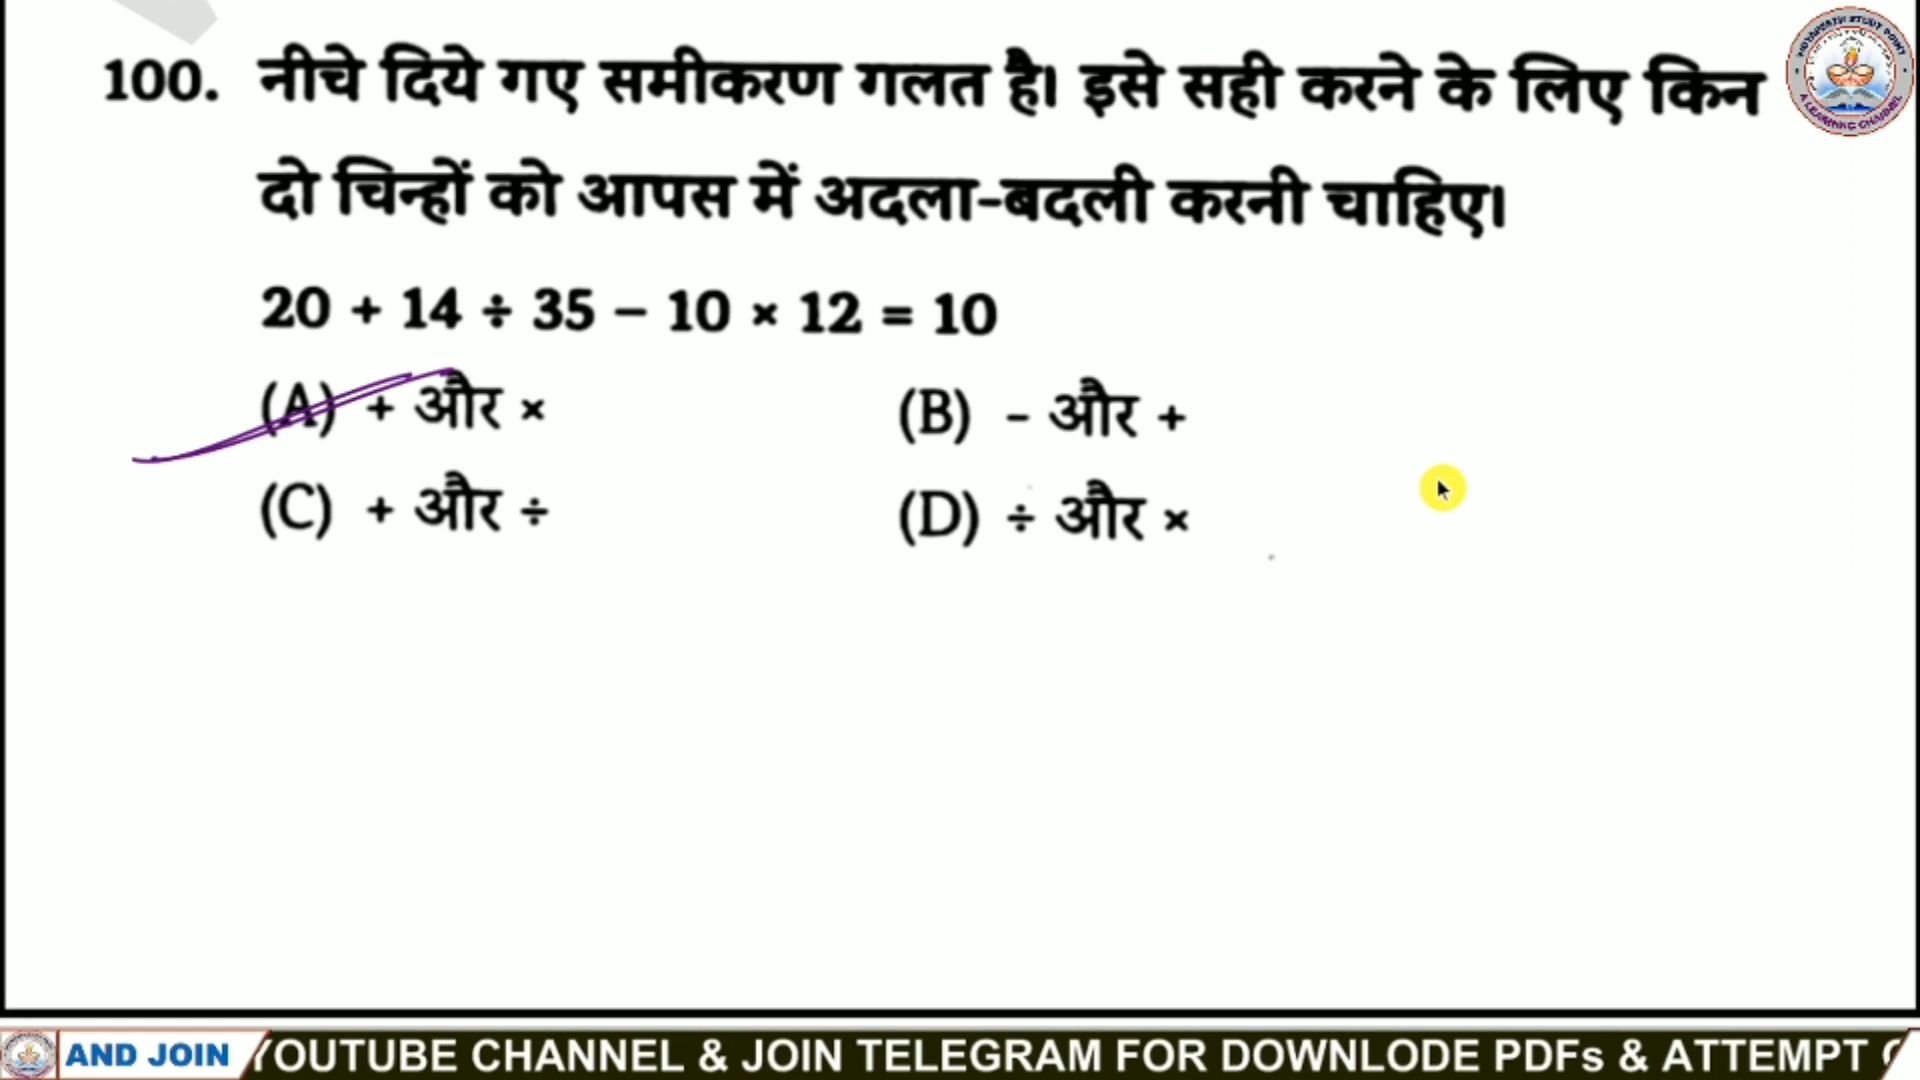 100. नीचे दिये गए समीकरण गलत है। इसे सही करने के लिए किन
दो चिन्हों को आपस में अदला-बदली करनी चाहिए।
20 + 14 ÷ 35 – 10 × 12 = 10
(A) + और × (B) – और +
(C) + और ÷ (D) ÷ और ×
AND JOIN YOUTUBE CHANNEL & JOIN TELEGRAM FOR DOWNLODE PDFs & ATTEMPT